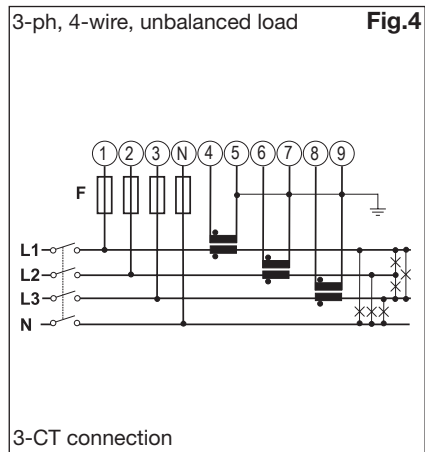 3-ph, 4-wire, unbalanced load Fig.4
1 2 3 N 4 5 6 7 8 9
F
L1
L2
L3
N
3-CT connection